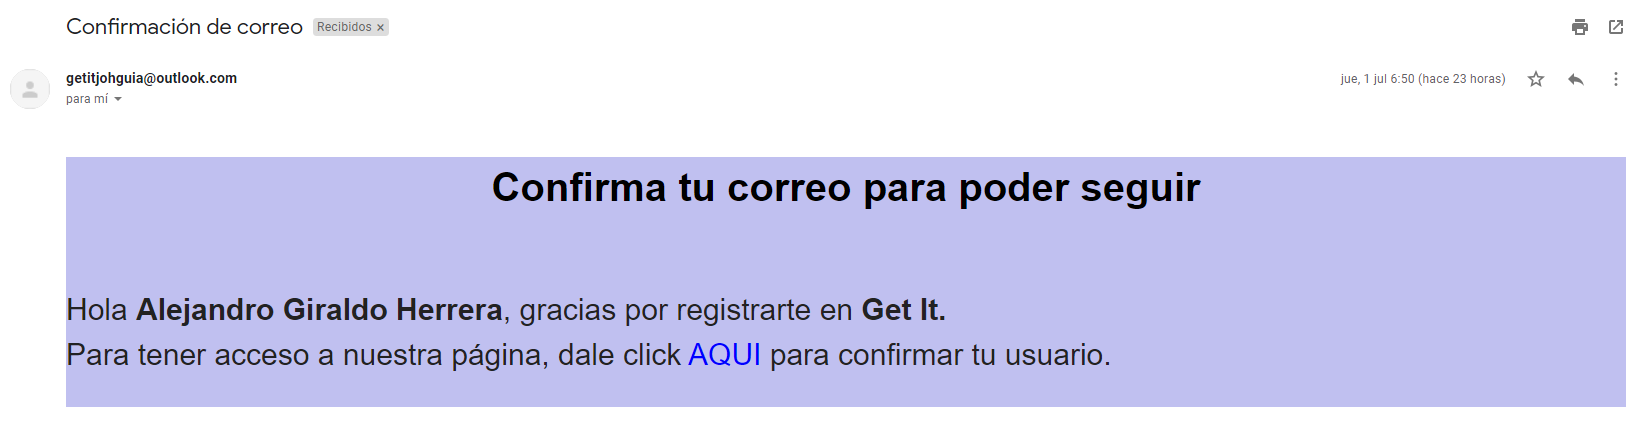 Confirmación de correo Recibidos ×
getitjohguia@outlook.com jue, 1 jul 6:50 (hace 23 horas)
para mí
Confirma tu correo para poder seguir
Hola Alejandro Giraldo Herrera, gracias por registrarte en Get It.
Para tener acceso a nuestra página, dale click AQUI para confirmar tu usuario.